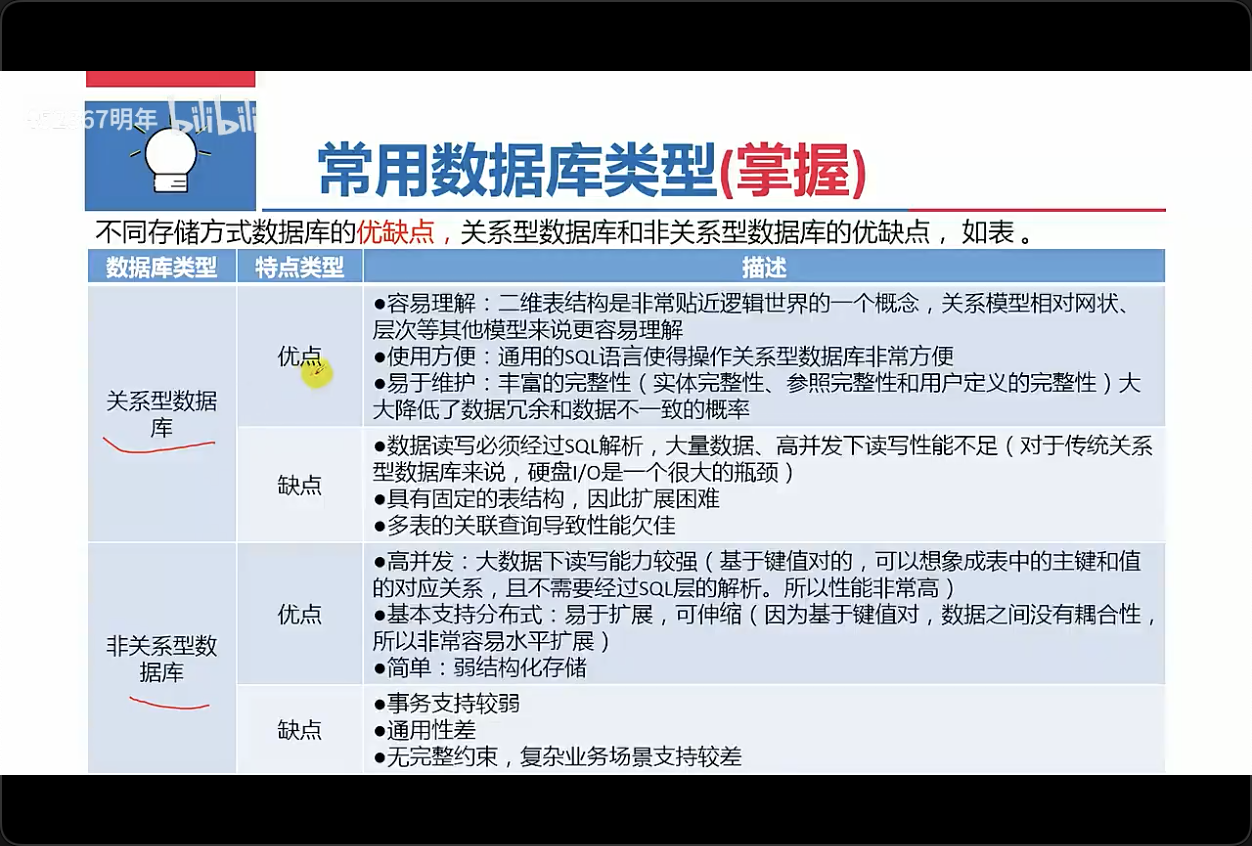 67明年 bilibili
常用数据库类型(掌握)
不同存储方式数据库的优缺点，关系型数据库和非关系型数据库的优缺点，如表。
数据库类型 特点类型 描述
关系型数据
库
优点
●容易理解：二维表结构是非常贴近逻辑世界的一个概念，关系模型相对网状、
层次等其他模型来说更容易理解
●使用方便：通用的SQL语言使得操作关系型数据库非常方便
●易于维护：丰富的完整性（实体完整性、参照完整性和用户定义的完整性）大
大降低了数据冗余和数据不一致的概率
缺点
●数据读写必须经过SQL解析，大量数据、高并发下读写性能不足（对于传统关系
型数据库来说，硬盘I/O是一个很大的瓶颈）
●具有固定的表结构，因此扩展困难
●多表的关联查询导致性能欠佳
非关系型数
据库
优点
●高并发：大数据下读写能力较强（基于键值对的，可以想象成表中的主键和值
的对应关系，且不需要经过SQL层的解析。所以性能非常高）
●基本支持分布式：易于扩展，可伸缩（因为基于键值对，数据之间没有耦合性，
所以非常容易水平扩展）
●简单：弱结构化存储
缺点
●事务支持较弱
●通用性差
●无完整约束，复杂业务场景支持较差